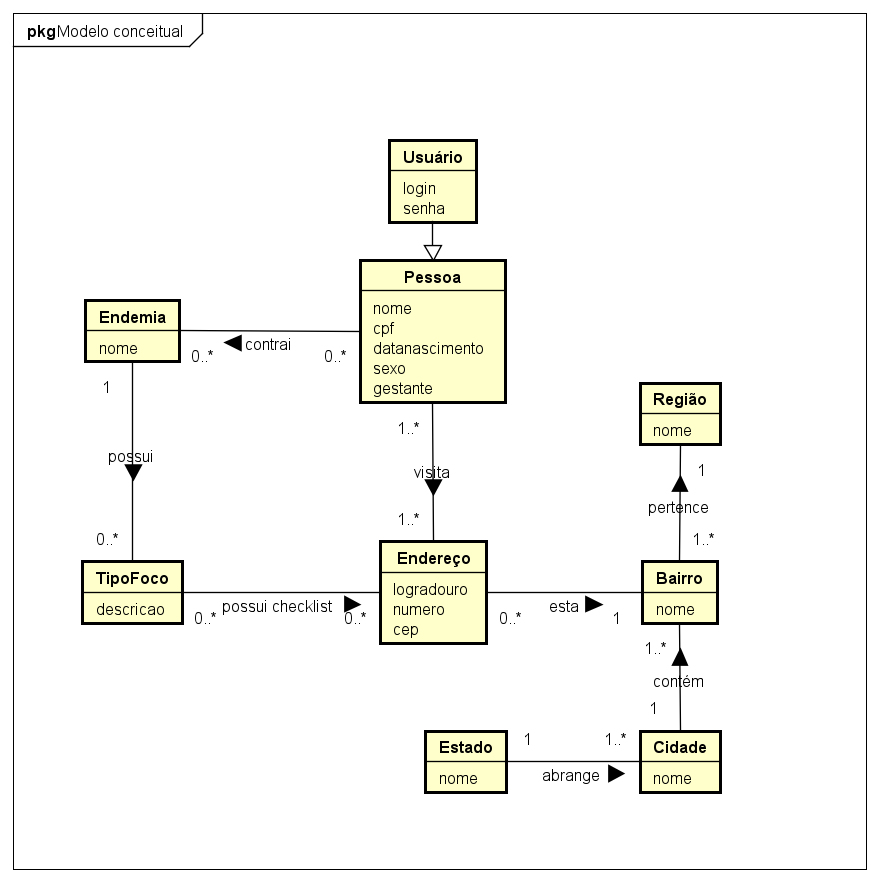 pkgModelo conceitual
Usuário
login
senha
Pessoa
nome
cpf
datanascimento
sexo
gestante
Endemia
nome
0..*
contrai
0..*
1
possui
0..*
1..*
visita
1..*
Região
nome
1
pertence
1..*
TipoFoco
descricao
0..*
possui checklist
0..*
Endereço
logradouro
numero
cep
0..*
esta
1
Bairro
nome
1..*
contém
1
Estado
nome
1
abrange
1..*
Cidade
nome